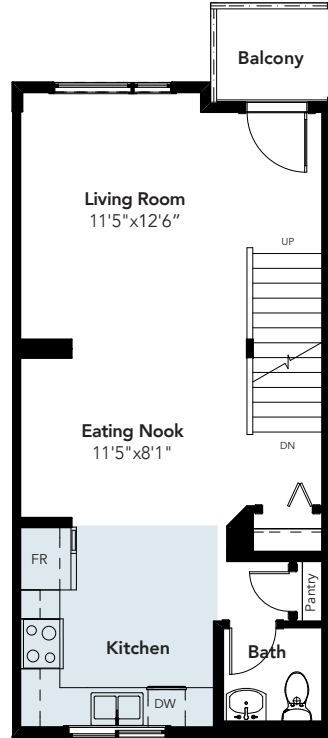 Balcony
Living Room
11'5"x12'6”
UP
Eating Nook
11'5"x8'1"
DN
FR
Pantry
Kitchen
Bath
DW